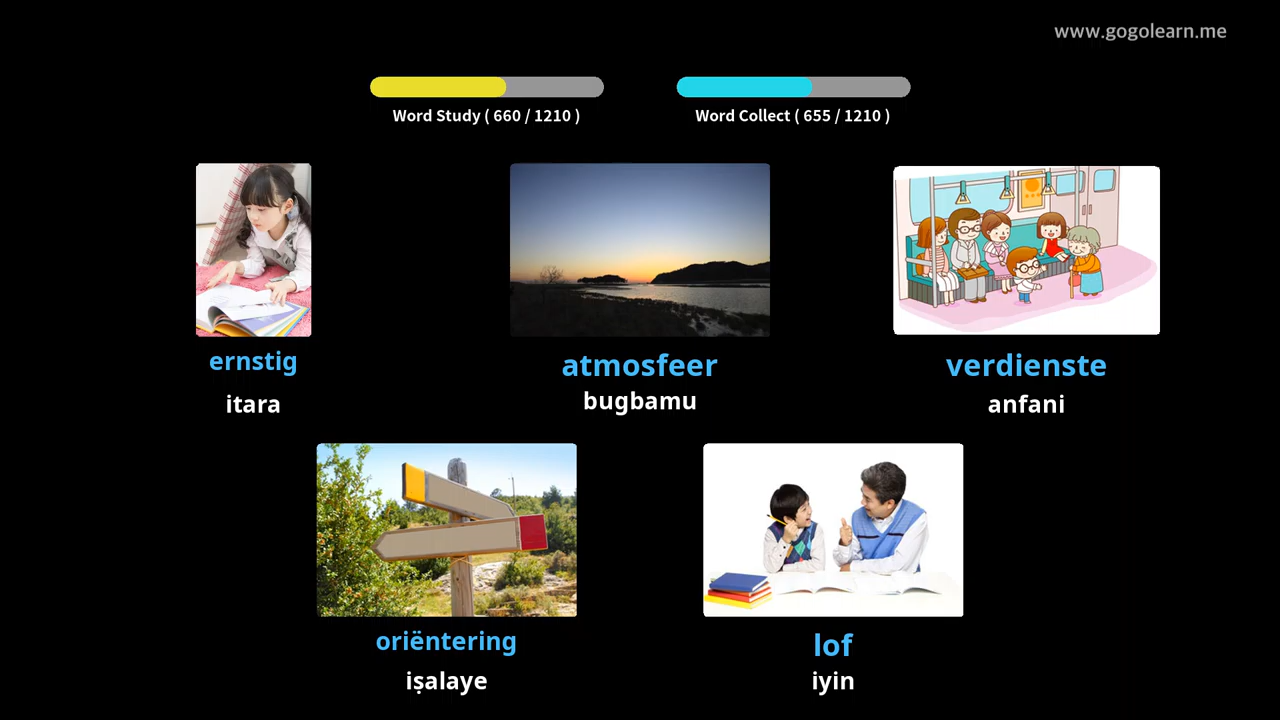 www.gogolearn.me
Word Study ( 660 / 1210 )
Word Collect ( 655 / 1210 )
ernstig
itara
atmosfeer
bugbamu
verdienste
anfani
oriëntering
iṣalaye
lof
iyin